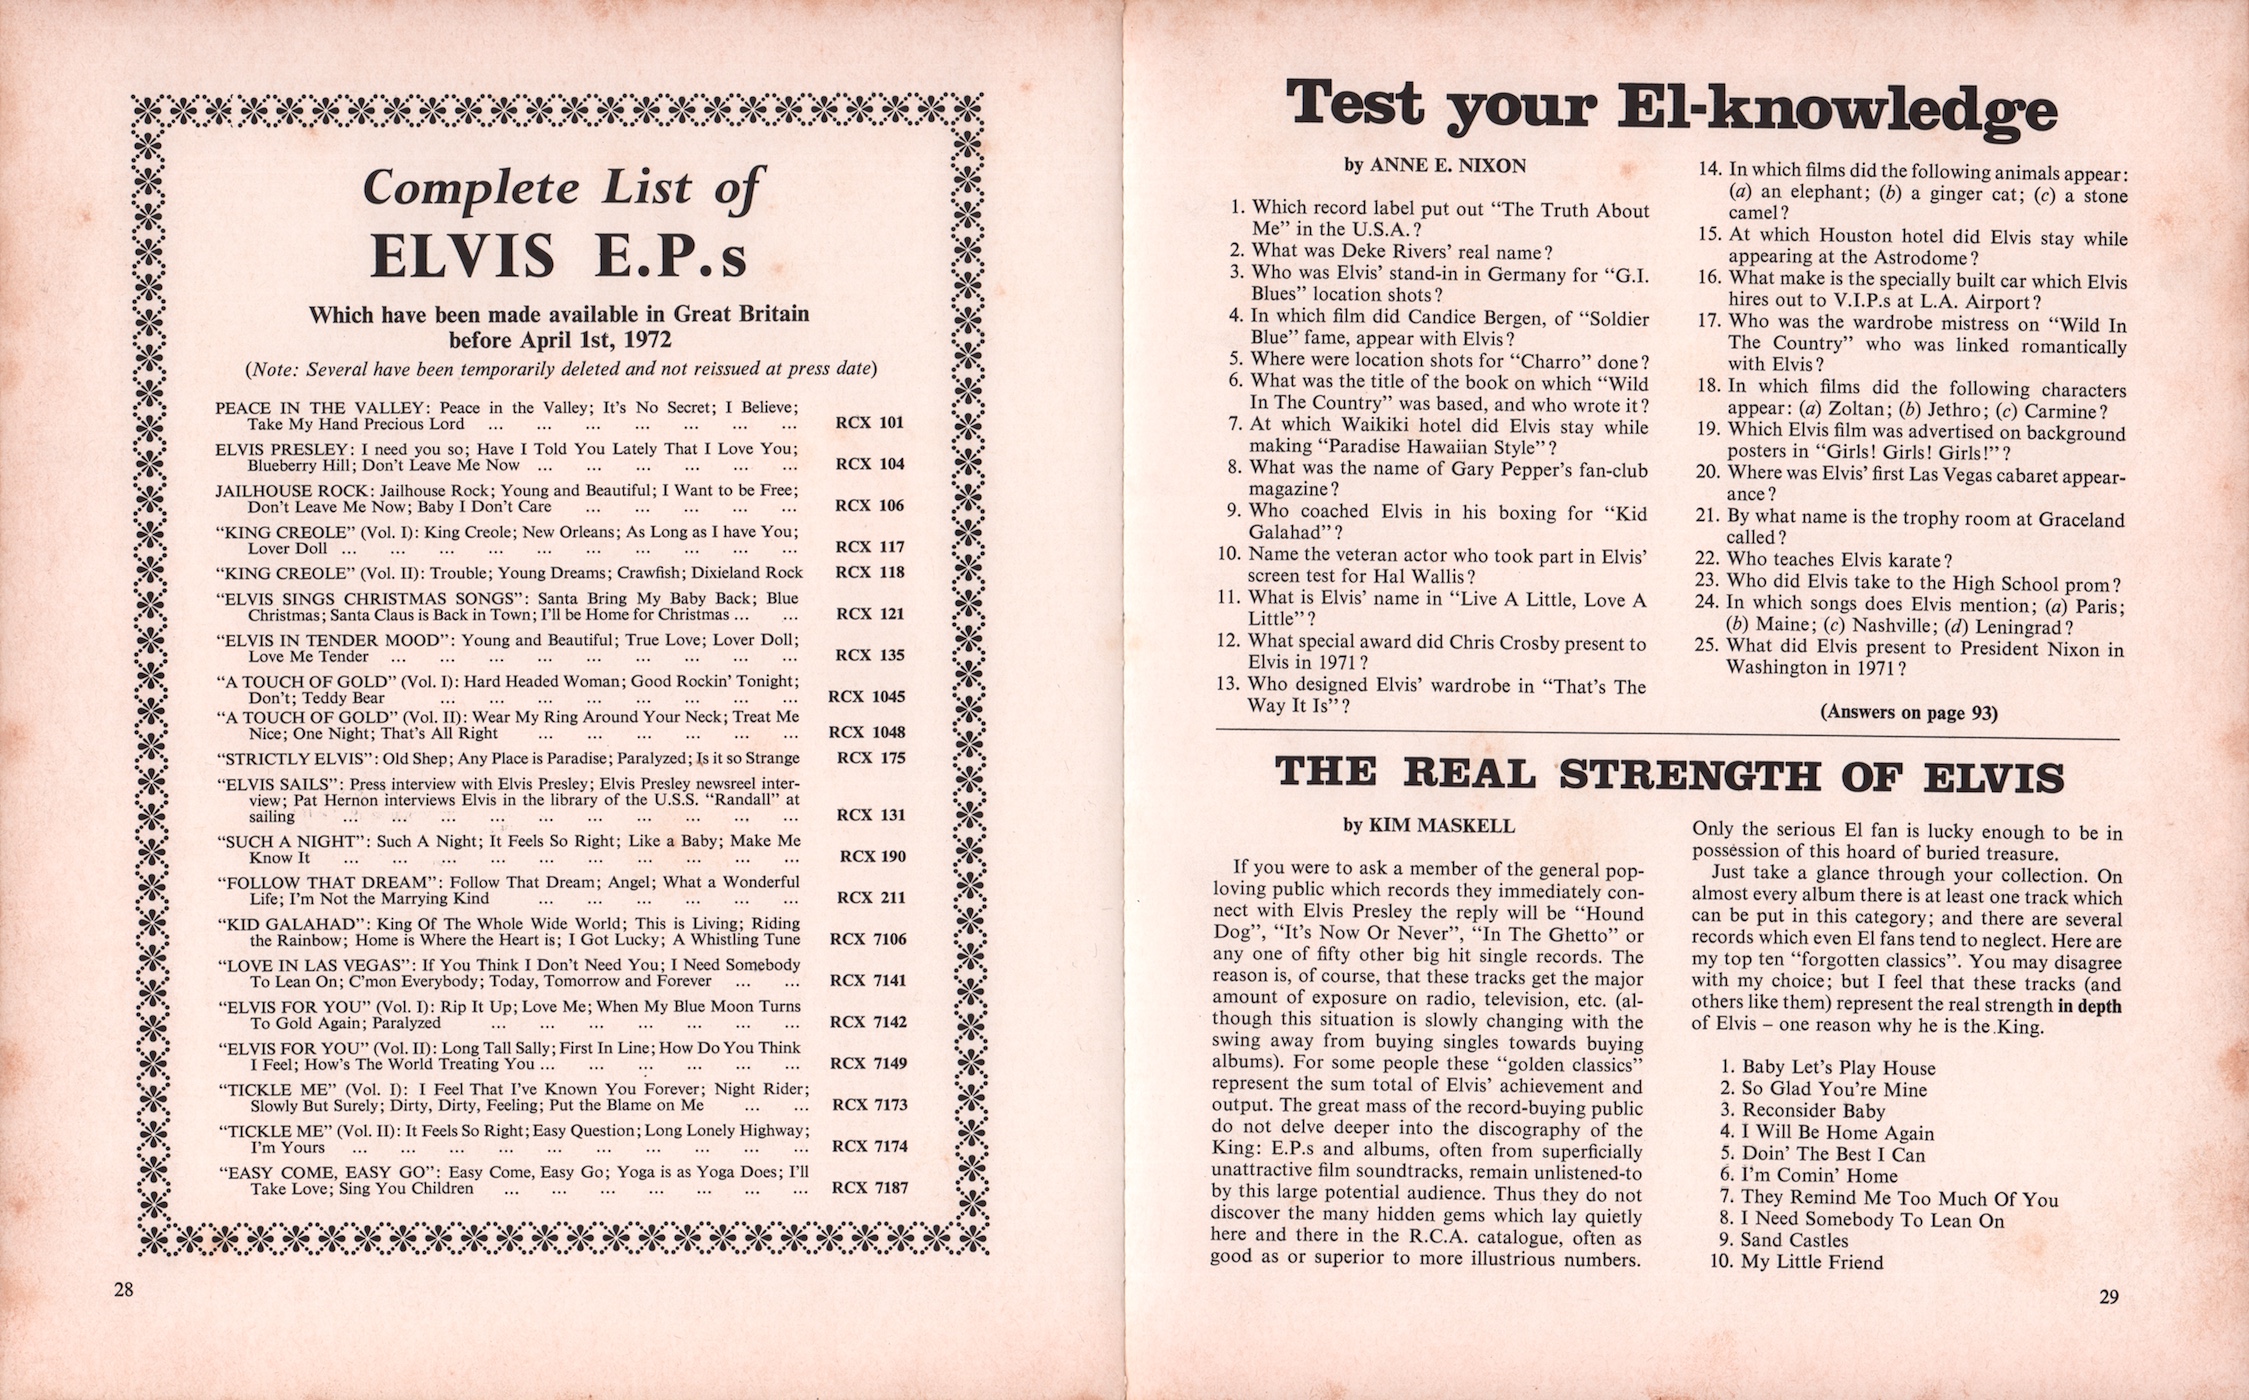 Complete List of
ELVIS E.P.s
Which have been made available in Great Britain
before April 1st, 1972
(Note: Several have been temporarily deleted and not reissued at press date)
PEACE IN THE VALLEY: Peace in the Valley; It's No Secret; I Believe;
Take My Hand Precious Lord ... ... ... ... ... ... ... RCX 101
ELVIS PRESLEY: I need you so; Have I Told You Lately That I Love You;
Blueberry Hill; Don't Leave Me Now ... ... ... ... ... ... RCX 104
JAILHOUSE ROCK: Jailhouse Rock; Young and Beautiful; I Want to be Free;
Don't Leave Me Now; Baby I Don't Care ... ... ... ... ... RCX 106
"KING CREOLE" (Vol. I): King Creole; New Orleans; As Long as I have You;
Lover Doll ... ... ... ... ... ... ... ... ... ... RCX 117
"KING CREOLE" (Vol. II): Trouble; Young Dreams; Crawfish; Dixieland Rock RCX 118
"ELVIS SINGS CHRISTMAS SONGS": Santa Bring My Baby Back; Blue
Christmas; Santa Claus is Back in Town; I'll be Home for Christmas ... ... RCX 121
"ELVIS IN TENDER MOOD": Young and Beautiful; True Love; Lover Doll;
Love Me Tender ... ... ... ... ... ... ... ... ... RCX 135
"A TOUCH OF GOLD" (Vol. I): Hard Headed Woman; Good Rockin' Tonight;
Don't; Teddy Bear ... ... ... ... ... ... ... ... RCX 1045
"A TOUCH OF GOLD" (Vol. II): Wear My Ring Around Your Neck; Treat Me
Nice; One Night; That's All Right ... ... ... ... ... ... RCX 1048
"STRICTLY ELVIS": Old Shep; Any Place is Paradise; Paralyzed; Is it so Strange RCX 175
"ELVIS SAILS": Press interview with Elvis Presley; Elvis Presley newsreel inter-
view; Pat Hernon interviews Elvis in the library of the U.S.S. "Randall" at
sailing ... ... ... ... ... ... ... ... ... ... RCX 131
"SUCH A NIGHT": Such A Night; It Feels So Right; Like a Baby; Make Me
Know It ... ... ... ... ... ... ... ... ... ... RCX 190
"FOLLOW THAT DREAM": Follow That Dream; Angel; What a Wonderful
Life; I'm Not the Marrying Kind ... ... ... ... ... ... RCX 211
"KID GALAHAD": King Of The Whole Wide World; This is Living; Riding
the Rainbow; Home is Where the Heart is; I Got Lucky; A Whistling Tune RCX 7106
"LOVE IN LAS VEGAS": If You Think I Don't Need You; I Need Somebody
To Lean On; C'mon Everybody; Today, Tomorrow and Forever ... ... RCX 7141
"ELVIS FOR YOU" (Vol. I): Rip It Up; Love Me; When My Blue Moon Turns
To Gold Again; Paralyzed ... ... ... ... ... ... ... RCX 7142
"ELVIS FOR YOU" (Vol. II): Long Tall Sally; First In Line; How Do You Think
I Feel; How's The World Treating You ... ... ... ... ... ... RCX 7149
"TICKLE ME" (Vol. I): I Feel That I've Known You Forever; Night Rider;
Slowly But Surely; Dirty, Dirty, Feeling; Put the Blame on Me ... ... RCX 7173
"TICKLE ME" (Vol. II): It Feels So Right; Easy Question; Long Lonely Highway;
I'm Yours ... ... ... ... ... ... ... ... ... ... RCX 7174
"EASY COME, EASY GO": Easy Come, Easy Go; Yoga is as Yoga Does; I'll
Take Love; Sing You Children ... ... ... ... ... ... ... RCX 7187
28
Test your El-knowledge
by ANNE E. NIXON
1. Which record label put out "The Truth About
Me" in the U.S.A.?
2. What was Deke Rivers' real name?
3. Who was Elvis' stand-in in Germany for "G.I.
Blues" location shots?
4. In which film did Candice Bergen, of "Soldier
Blue" fame, appear with Elvis?
5. Where were location shots for "Charro" done?
6. What was the title of the book on which "Wild
In The Country" was based, and who wrote it?
7. At which Waikiki hotel did Elvis stay while
making "Paradise Hawaiian Style"?
8. What was the name of Gary Pepper's fan-club
magazine?
9. Who coached Elvis in his boxing for "Kid
Galahad"?
10. Name the veteran actor who took part in Elvis'
screen test for Hal Wallis?
11. What is Elvis' name in "Live A Little, Love A
Little"?
12. What special award did Chris Crosby present to
Elvis in 1971?
13. Who designed Elvis' wardrobe in "That's The
Way It Is"?
14. In which films did the following animals appear:
(a) an elephant; (b) a ginger cat; (c) a stone
camel?
15. At which Houston hotel did Elvis stay while
appearing at the Astrodome?
16. What make is the specially built car which Elvis
hires out to V.I.P.s at L.A. Airport?
17. Who was the wardrobe mistress on "Wild In
The Country" who was linked romantically
with Elvis?
18. In which films did the following characters
appear: (a) Zoltan; (b) Jethro; (c) Carmine?
19. Which Elvis film was advertised on background
posters in "Girls! Girls! Girls!"?
20. Where was Elvis' first Las Vegas cabaret appear-
ance?
21. By what name is the trophy room at Graceland
called?
22. Who teaches Elvis karate?
23. Who did Elvis take to the High School prom?
24. In which songs does Elvis mention; (a) Paris;
(b) Maine; (c) Nashville; (d) Leningrad?
25. What did Elvis present to President Nixon in
Washington in 1971?
(Answers on page 93)
THE REAL STRENGTH OF ELVIS
by KIM MASKELL
If you were to ask a member of the general pop-
loving public which records they immediately con-
nect with Elvis Presley the reply will be "Hound
Dog", "It's Now Or Never", "In The Ghetto" or
any one of fifty other big hit single records. The
reason is, of course, that these tracks get the major
amount of exposure on radio, television, etc. (al-
though this situation is slowly changing with the
swing away from buying singles towards buying
albums). For some people these "golden classics"
represent the sum total of Elvis' achievement and
output. The great mass of the record-buying public
do not delve deeper into the discography of the
King: E.P.s and albums, often from superficially
unattractive film soundtracks, remain unlistened-to
by this large potential audience. Thus they do not
discover the many hidden gems which lay quietly
here and there in the R.C.A. catalogue, often as
good as or superior to more illustrious numbers.
Only the serious El fan is lucky enough to be in
possession of this hoard of buried treasure.
Just take a glance through your collection. On
almost every album there is at least one track which
can be put in this category; and there are several
records which even El fans tend to neglect. Here are
my top ten "forgotten classics". You may disagree
with my choice; but I feel that these tracks (and
others like them) represent the real strength in depth
of Elvis – one reason why he is the King.
1. Baby Let's Play House
2. So Glad You're Mine
3. Reconsider Baby
4. I Will Be Home Again
5. Doin' The Best I Can
6. I'm Comin' Home
7. They Remind Me Too Much Of You
8. I Need Somebody To Lean On
9. Sand Castles
10. My Little Friend
29